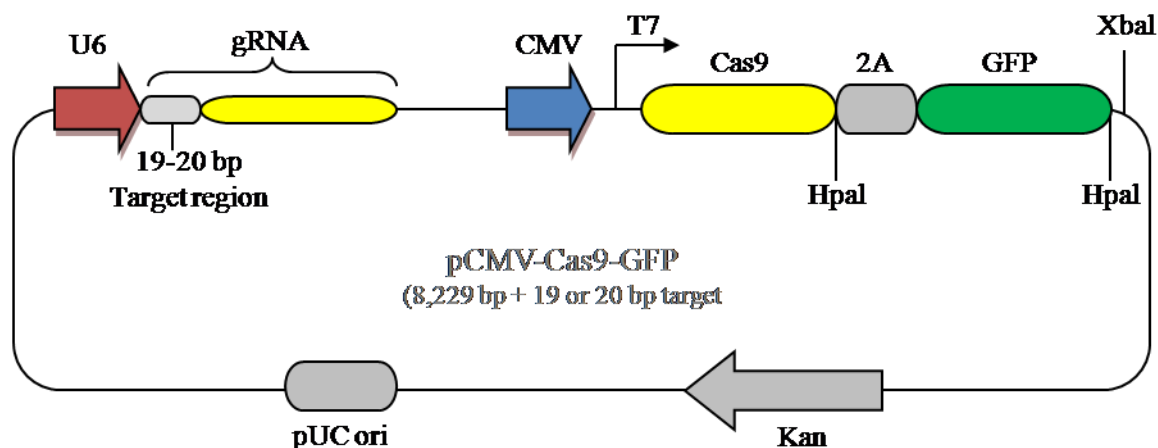 U6
gRNA
CMV
T7
XbaI
Cas9
2A
GFP
19-20 bp
Target region
HpaI
HpaI
pCMV-Cas9-GFP
(8,229 bp + 19 or 20 bp target
pUC ori
Kan